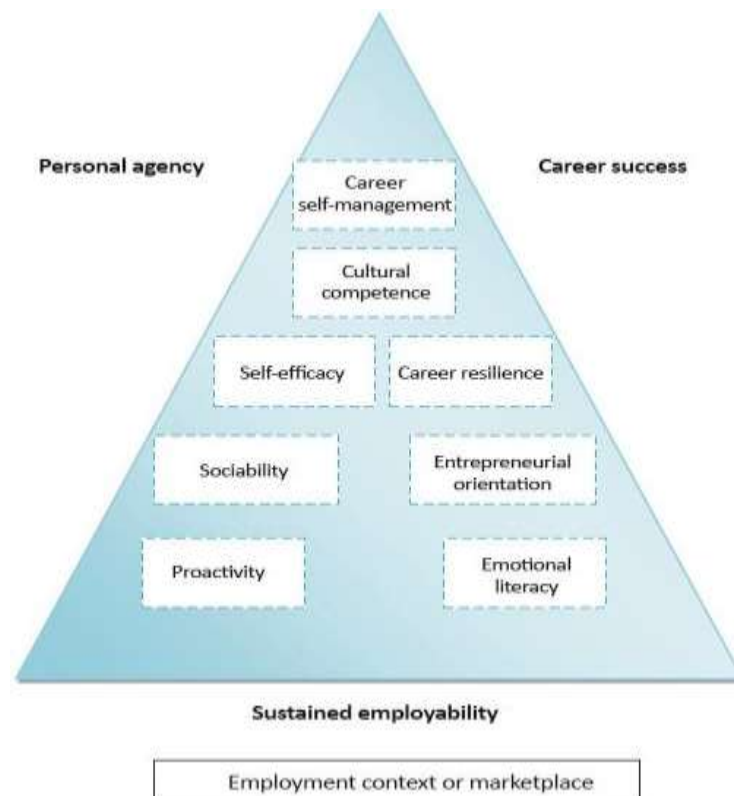 Personal agency
Career success
Career
self-management
Cultural
competence
Self-efficacy
Career resilience
Sociability
Entrepreneurial
orientation
Proactivity
Emotional
literacy
Sustained employability
Employment context or marketplace